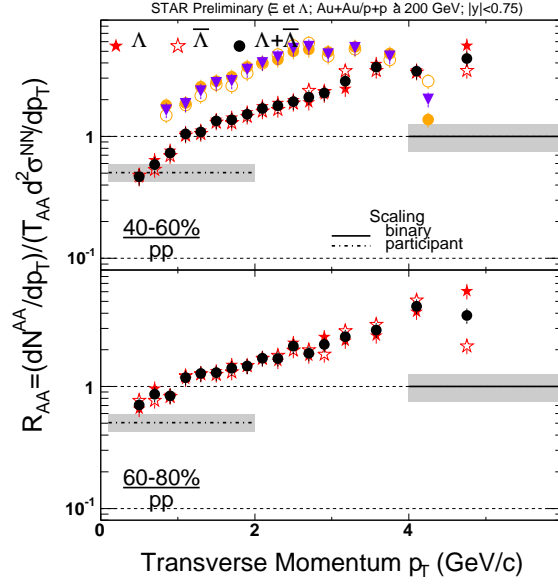 STAR Preliminary (Ξ et Λ; Au+Au/p+p à 200 GeV; |y|<0.75)
Λ Λ̅ Λ+Λ̅
1
10⁻¹
40-60%
pp
Scaling
binary
participant
1
10⁻¹
60-80%
pp
0 2 4
Transverse Momentum p_T (GeV/c)
R_AA=(dN^AA/dp_T)/(T_AA d²σ^NN/dp_T)